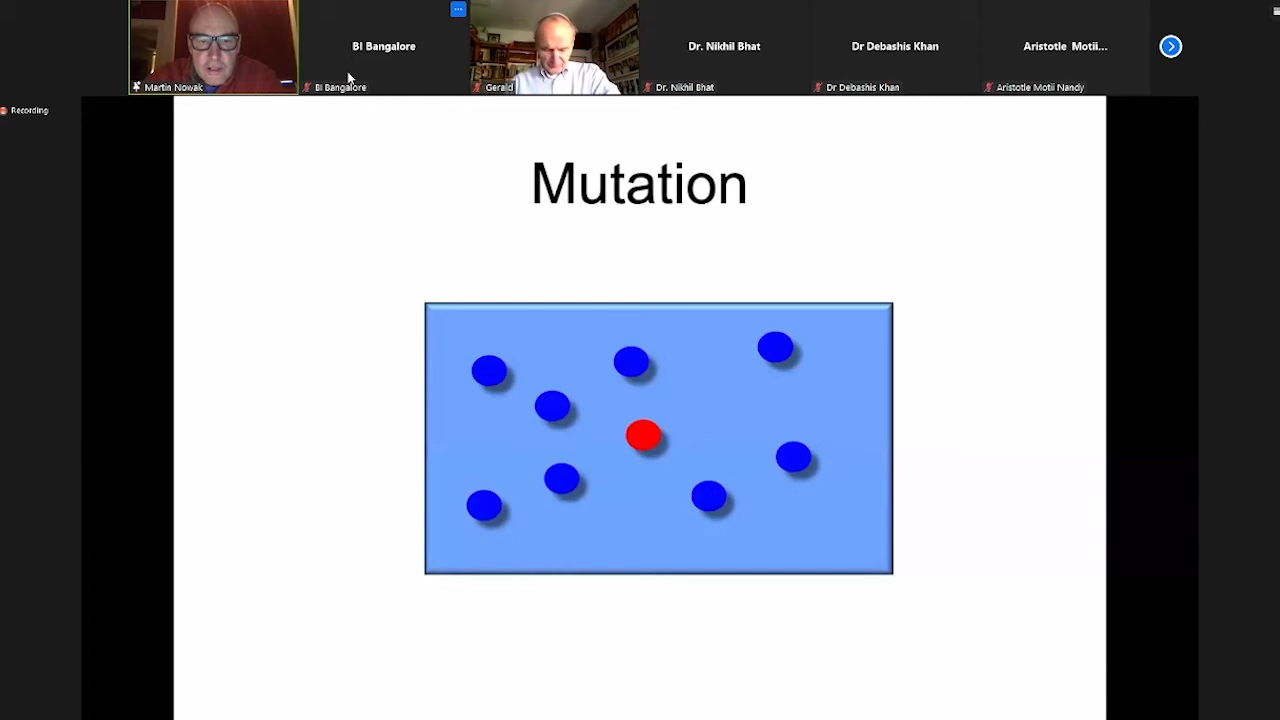 BI Bangalore
Dr. Nikhil Bhat
Dr Debashis Khan
Aristotle Motii...
Martin Nowak
BI Bangalore
Gerald
Dr. Nikhil Bhat
Dr Debashis Khan
Aristotle Motii Nandy
Recording
Mutation